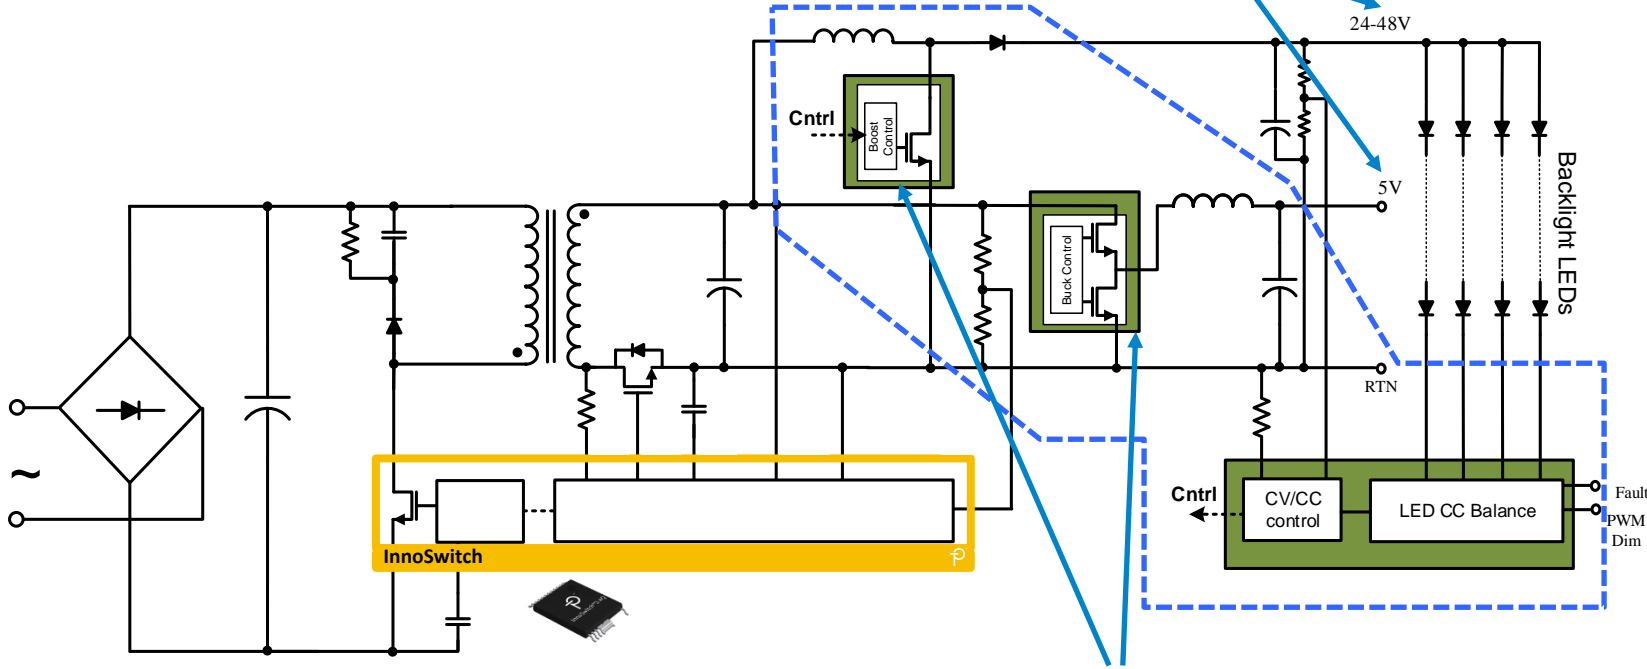 24-48V
Cntrl
Boost
Control
5V
Buck Control
Backlight LEDs
RTN
~
InnoSwitch
Cntrl
CV/CC
control
LED CC Balance
Fault
PWM
Dim